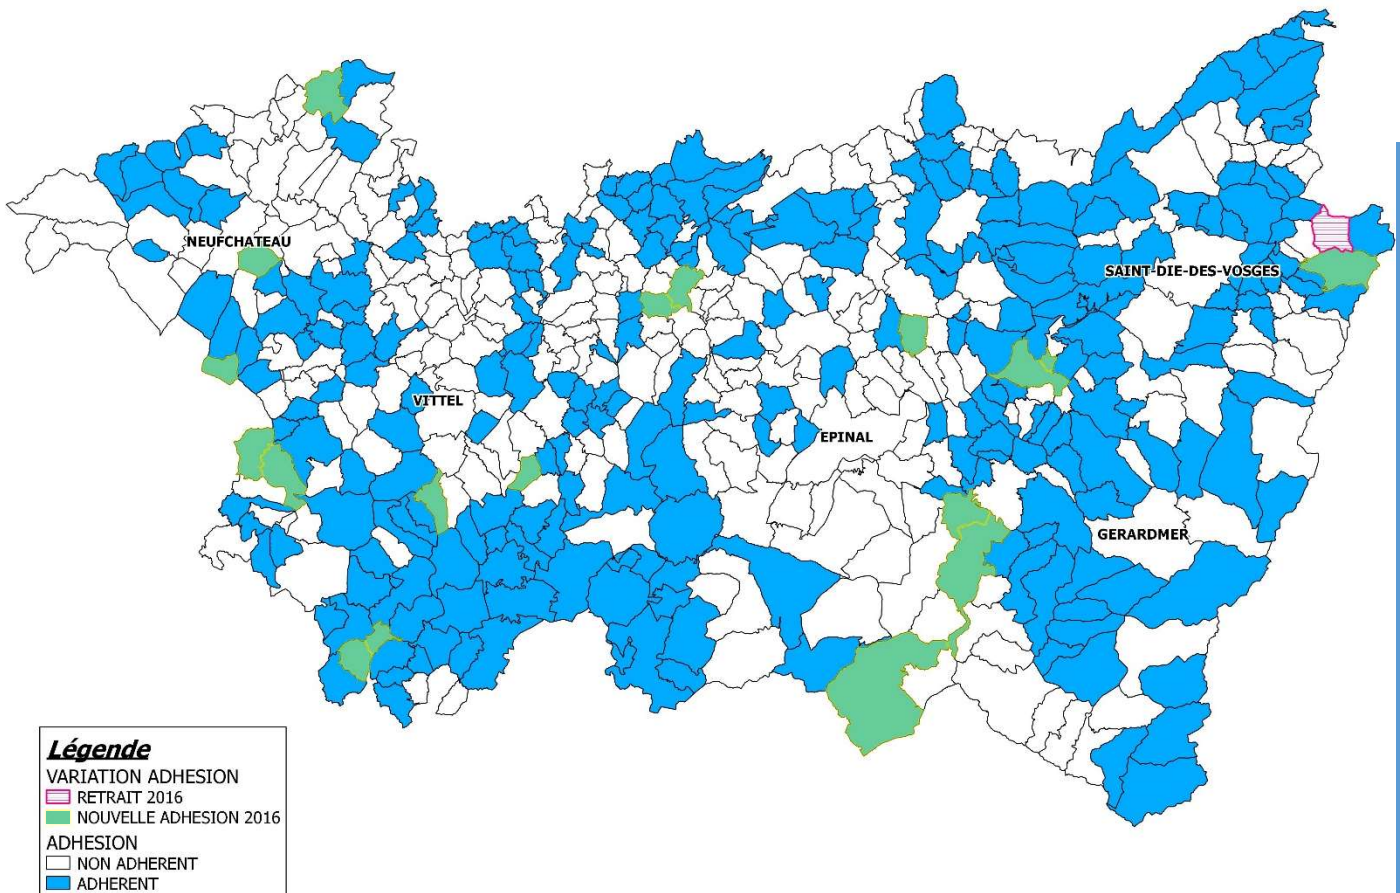 NEUFCHATEAU
SAINT-DIE-DES-VOSGES
VITTEL
EPINAL
GERARDMER
Légende
VARIATION ADHESION
RETRAIT 2016
NOUVELLE ADHESION 2016
ADHESION
NON ADHERENT
ADHERENT